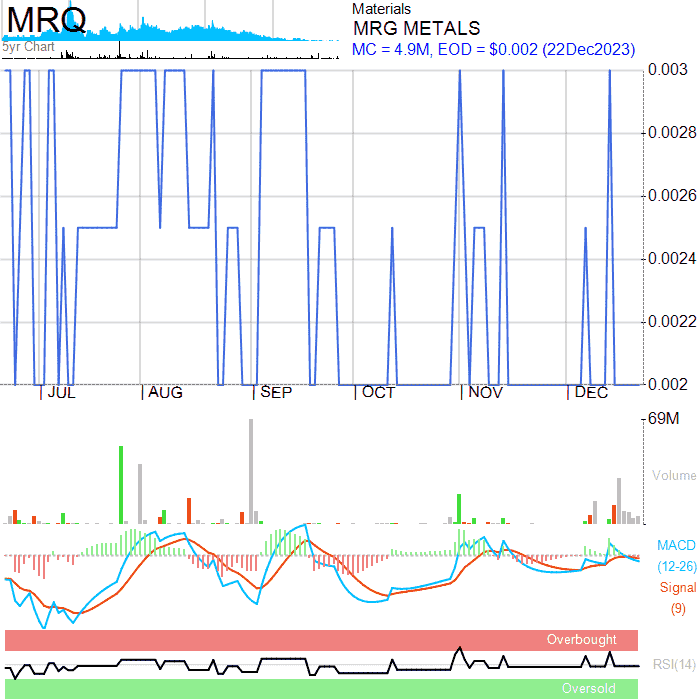 MRQ
5yr Chart
Materials
MRG METALS
MC = 4.9M, EOD = $0.002 (22Dec2023)
0.003
0.0028
0.0026
0.0024
0.0022
0.002
JUL AUG SEP OCT NOV DEC
69M
Volume
MACD
(12-26)
Signal
(9)
Overbought
RSI(14)
Oversold